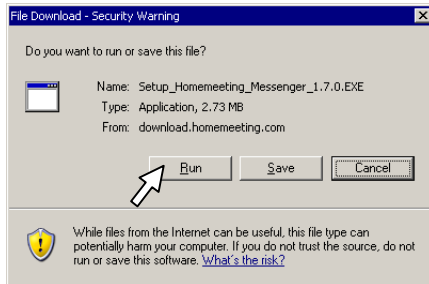 File Download - Security Warning
Do you want to run or save this file?
Name: Setup_Homemeeting_Messenger_1.7.0.EXE
Type: Application, 2.73 MB
From: download.homemeeting.com
Run Save Cancel
While files from the Internet can be useful, this file type can
potentially harm your computer. If you do not trust the source, do not
run or save this software. What's the risk?